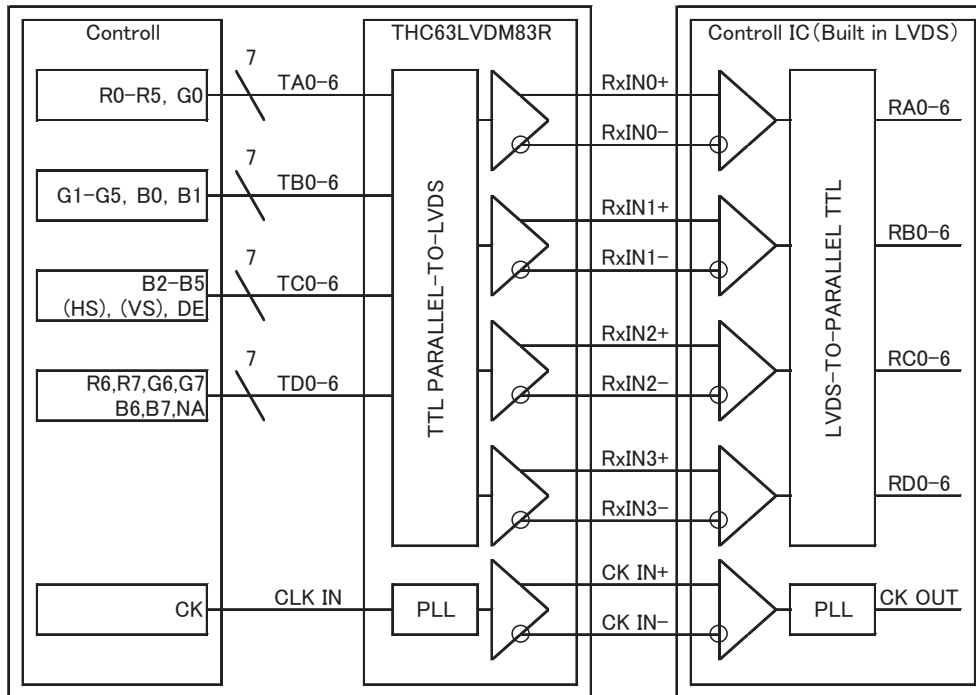 Controll
THC63LVDM83R
Controll IC(Built in LVDS)
R0-R5, G0
7
TA0-6
G1-G5, B0, B1
7
TB0-6
B2-B5
(HS), (VS), DE
7
TC0-6
R6,R7,G6,G7
B6,B7,NA
7
TD0-6
CK
CLK IN
TTL PARALLEL-TO-LVDS
PLL
RxIN0+
RxIN0-
RxIN1+
RxIN1-
RxIN2+
RxIN2-
RxIN3+
RxIN3-
CK IN+
CK IN-
LVDS-TO-PARALLEL TTL
PLL
RA0-6
RB0-6
RC0-6
RD0-6
CK OUT